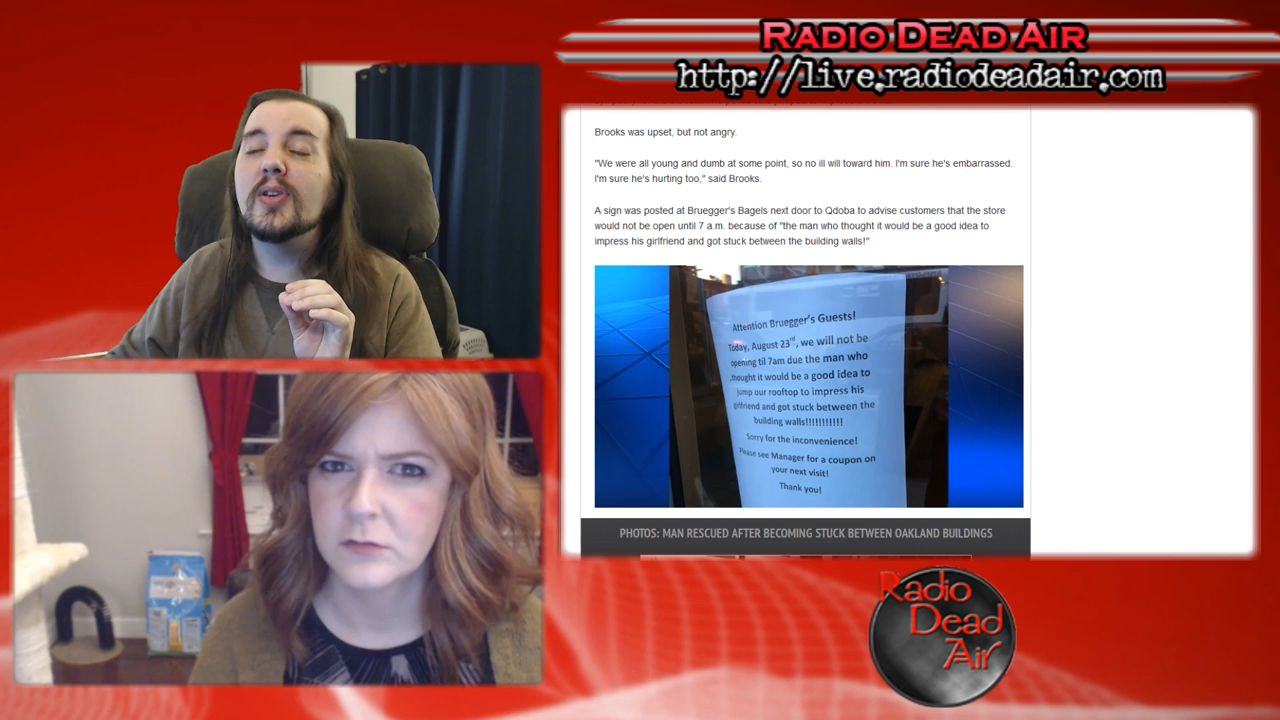 RADIO DEAD AIR
http://live.radiodeadair.com
Brooks was upset, but not angry.
"We were all young and dumb at some point, so no ill will toward him. I'm sure he's embarrassed.
I'm sure he's hurting too," said Brooks.
A sign was posted at Bruegger's Bagels next door to Qdoba to advise customers that the store
would not be open until 7 a.m. because of "the man who thought it would be a good idea to
impress his girlfriend and got stuck between the building walls!"
Attention Bruegger's Guests!
Today, August 23rd, we will not be
opening til 7am due the man who
thought it would be a good idea to
jump our rooftop to impress his
girlfriend and got stuck between the
building walls!!!!!!!!!!!
Sorry for the inconvenience!
Please see Manager for a coupon on
your next visit!
Thank you!
PHOTOS: MAN RESCUED AFTER BECOMING STUCK BETWEEN OAKLAND BUILDINGS
Radio
Dead
Air